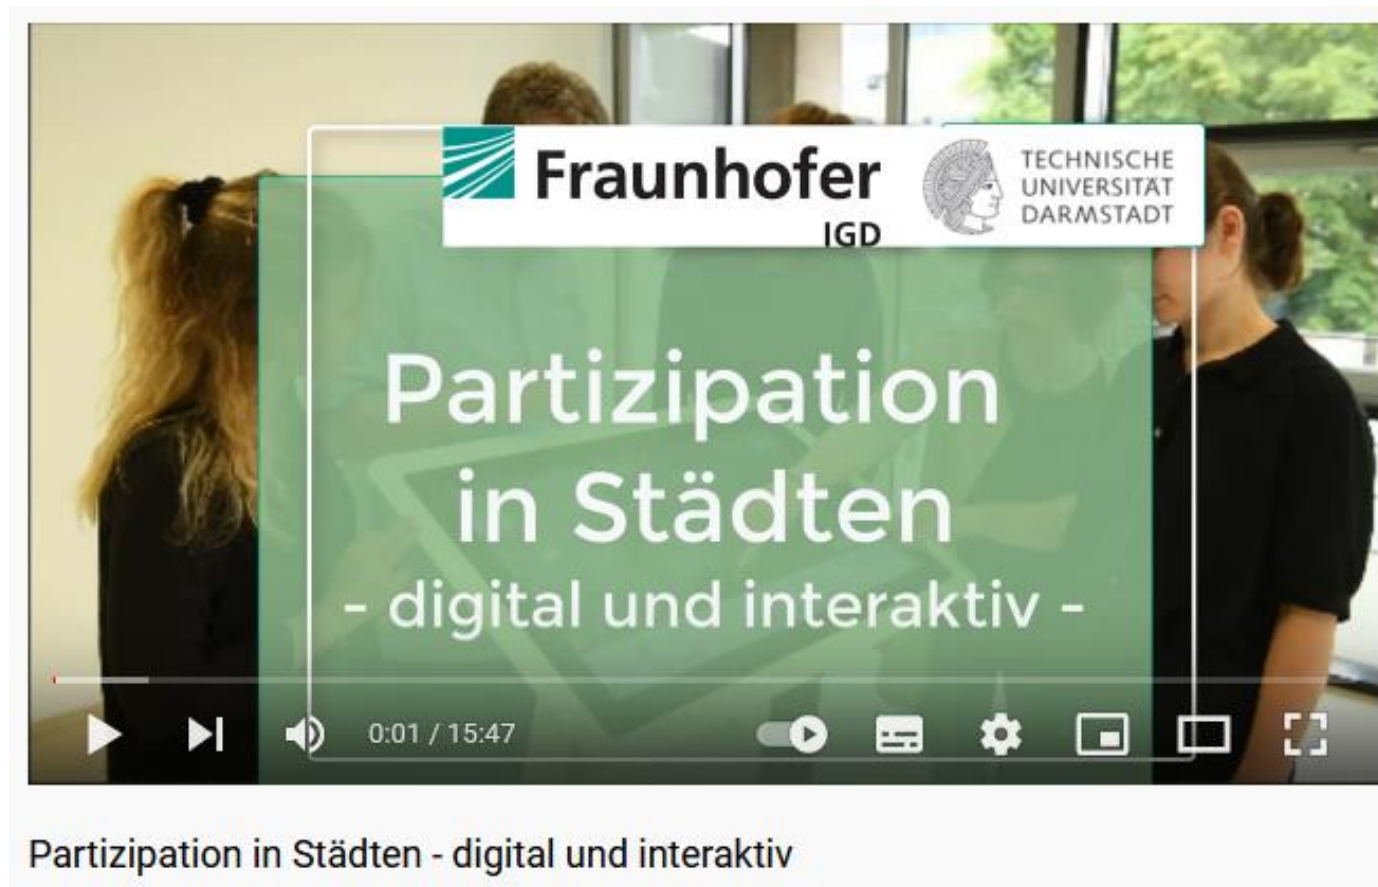 Fraunhofer
IGD
TECHNISCHE
UNIVERSITÄT
DARMSTADT
Partizipation
in Städten
- digital und interaktiv -
0:01 / 15:47
Partizipation in Städten - digital und interaktiv